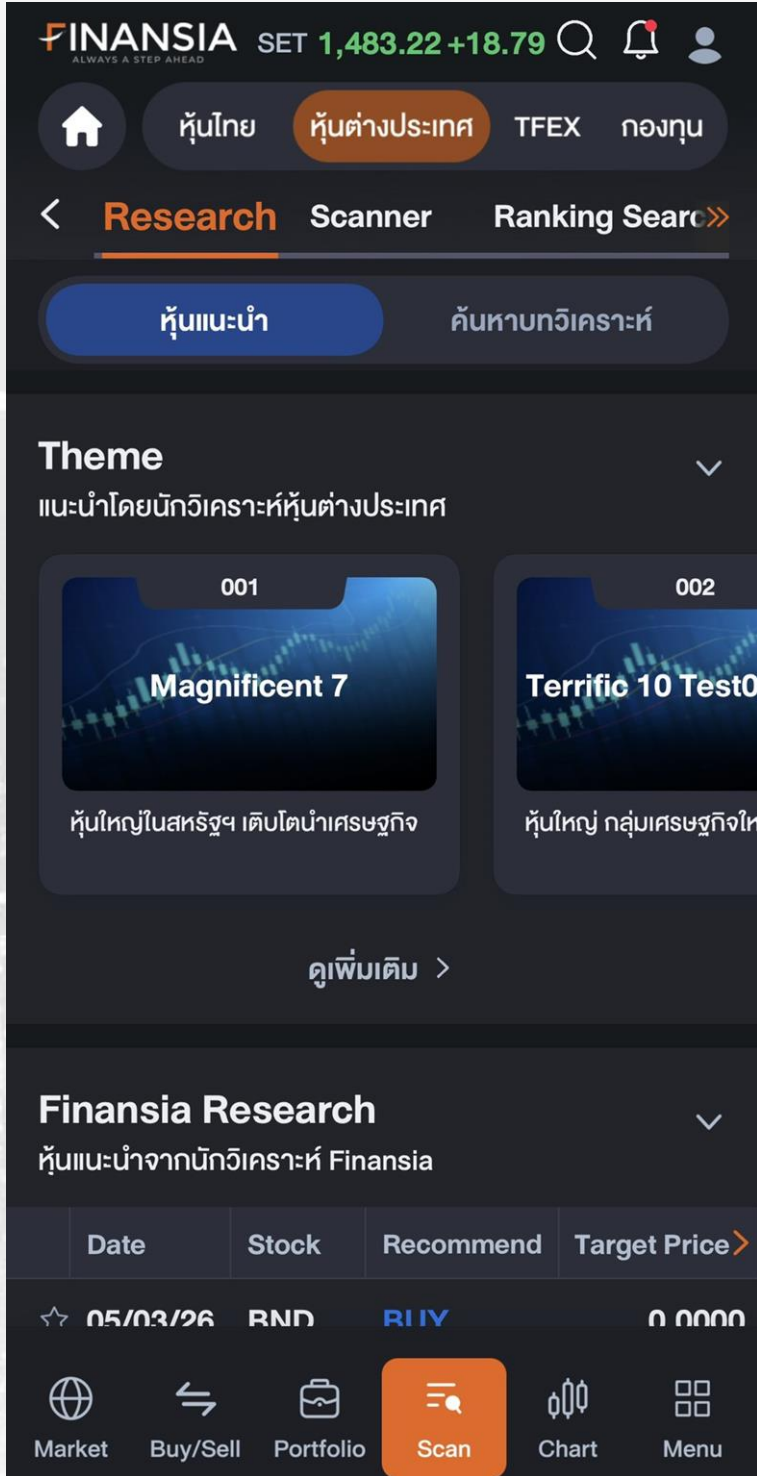 FINANSIA SET 1,483.22 +18.79
ALWAYS A STEP AHEAD
หุ้นไทย หุ้นต่างประเทศ TFEX กองทุน
Research Scanner Ranking Searc
หุ้นแนะนำ ค้นหาบทวิเคราะห์
Theme
แนะนำโดยนักวิเคราะห์หุ้นต่างประเทศ
001 002
Magnificent 7 Terrific 10 Test0
หุ้นใหญ่ในสหรัฐฯ เติบโตนำเศรษฐกิจ หุ้นใหญ่ กลุ่มเศรษฐกิจให
ดูเพิ่มเติม >
Finansia Research
หุ้นแนะนำจากนักวิเคราะห์ Finansia
Date Stock Recommend Target Price
05/03/26 BND BUY 0.0000
Market Buy/Sell Portfolio Scan Chart Menu